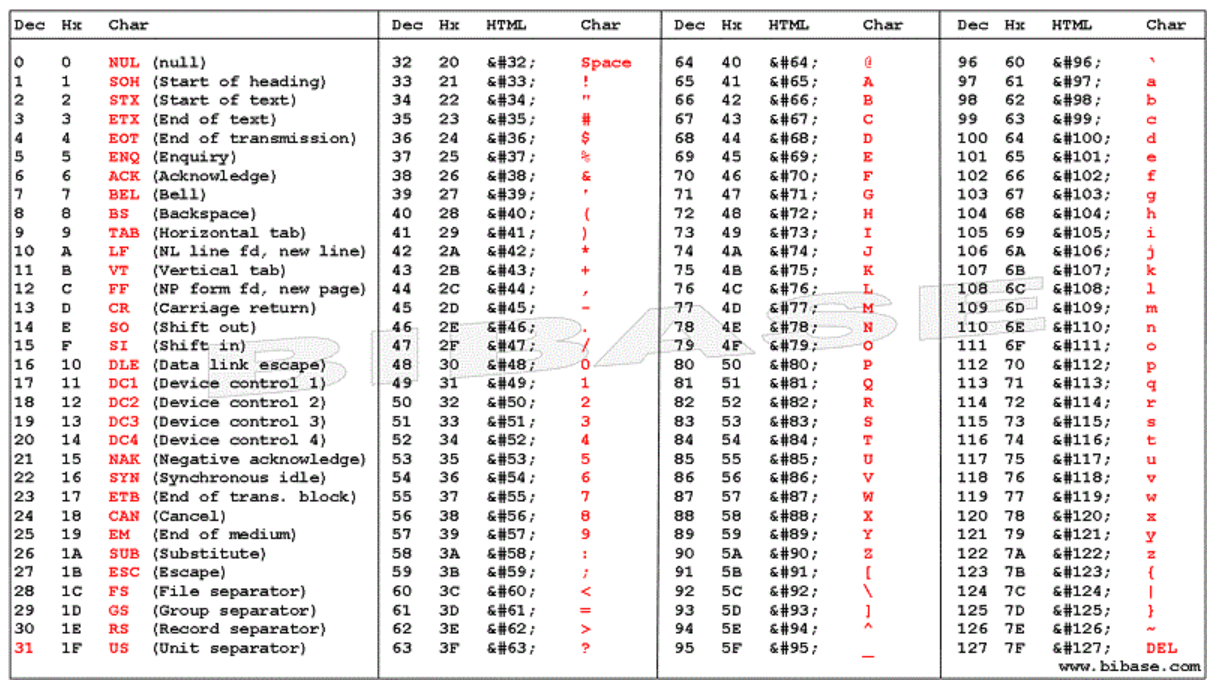 Dec Hx Char Dec Hx HTML Char Dec Hx HTML Char Dec Hx HTML Char
0 0 NUL (null) 32 20 &#32; Space 64 40 &#64; @ 96 60 &#96; `
1 1 SOH (Start of heading) 33 21 &#33; ! 65 41 &#65; A 97 61 &#97; a
2 2 STX (Start of text) 34 22 &#34; " 66 42 &#66; B 98 62 &#98; b
3 3 ETX (End of text) 35 23 &#35; # 67 43 &#67; C 99 63 &#99; c
4 4 EOT (End of transmission) 36 24 &#36; $ 68 44 &#68; D 100 64 &#100; d
5 5 ENQ (Enquiry) 37 25 &#37; % 69 45 &#69; E 101 65 &#101; e
6 6 ACK (Acknowledge) 38 26 &#38; & 70 46 &#70; F 102 66 &#102; f
7 7 BEL (Bell) 39 27 &#39; ' 71 47 &#71; G 103 67 &#103; g
8 8 BS (Backspace) 40 28 &#40; ( 72 48 &#72; H 104 68 &#104; h
9 9 TAB (Horizontal tab) 41 29 &#41; ) 73 49 &#73; I 105 69 &#105; i
10 A LF (NL line fd, new line) 42 2A &#42; * 74 4A &#74; J 106 6A &#106; j
11 B VT (Vertical tab) 43 2B &#43; + 75 4B &#75; K 107 6B &#107; k
12 C FF (NP form fd, new page) 44 2C &#44; , 76 4C &#76; L 108 6C &#108; l
13 D CR (Carriage return) 45 2D &#45; - 77 4D &#77; M 109 6D &#109; m
14 E SO (Shift out) 46 2E &#46; . 78 4E &#78; N 110 6E &#110; n
15 F SI (Shift in) 47 2F &#47; / 79 4F &#79; O 111 6F &#111; o
16 10 DLE (Data link escape) 48 30 &#48; 0 80 50 &#80; P 112 70 &#112; p
17 11 DC1 (Device control 1) 49 31 &#49; 1 81 51 &#81; Q 113 71 &#113; q
18 12 DC2 (Device control 2) 50 32 &#50; 2 82 52 &#82; R 114 72 &#114; r
19 13 DC3 (Device control 3) 51 33 &#51; 3 83 53 &#83; S 115 73 &#115; s
20 14 DC4 (Device control 4) 52 34 &#52; 4 84 54 &#84; T 116 74 &#116; t
21 15 NAK (Negative acknowledge) 53 35 &#53; 5 85 55 &#85; U 117 75 &#117; u
22 16 SYN (Synchronous idle) 54 36 &#54; 6 86 56 &#86; V 118 76 &#118; v
23 17 ETB (End of trans. block) 55 37 &#55; 7 87 57 &#87; W 119 77 &#119; w
24 18 CAN (Cancel) 56 38 &#56; 8 88 58 &#88; X 120 78 &#120; x
25 19 EM (End of medium) 57 39 &#57; 9 89 59 &#89; Y 121 79 &#121; y
26 1A SUB (Substitute) 58 3A &#58; : 90 5A &#90; Z 122 7A &#122; z
27 1B ESC (Escape) 59 3B &#59; ; 91 5B &#91; [ 123 7B &#123; {
28 1C FS (File separator) 60 3C &#60; < 92 5C &#92; \ 124 7C &#124; |
29 1D GS (Group separator) 61 3D &#61; = 93 5D &#93; ] 125 7D &#125; }
30 1E RS (Record separator) 62 3E &#62; > 94 5E &#94; ^ 126 7E &#126; ~
31 1F US (Unit separator) 63 3F &#63; ? 95 5F &#95; _ 127 7F &#127; DEL
www.bibase.com
BIBASE